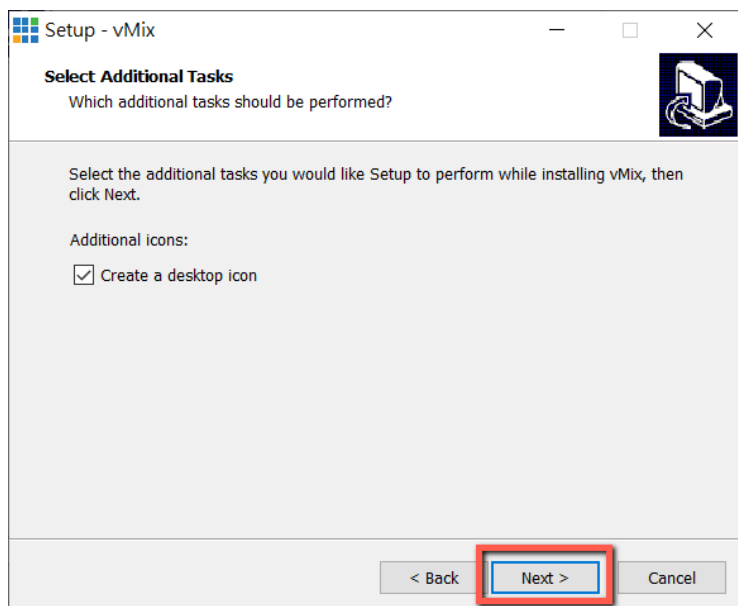 Setup - vMix
Select Additional Tasks
Which additional tasks should be performed?
Select the additional tasks you would like Setup to perform while installing vMix, then
click Next.
Additional icons:
Create a desktop icon
< Back
Next >
Cancel